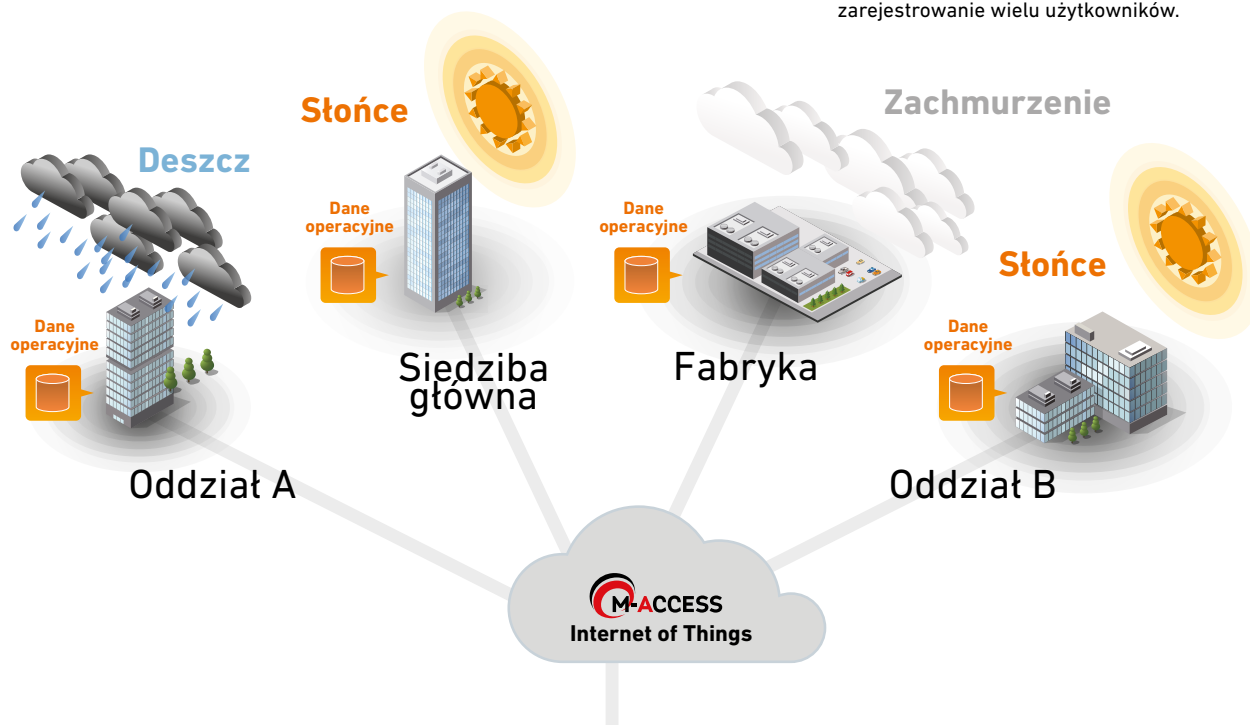 zarejestrowanie wielu użytkowników.
Słońce
Zachmurzenie
Deszcz
Dane
operacyjne
Dane
operacyjne
Słońce
Dane
operacyjne
Dane
operacyjne
Siedziba
główna
Fabryka
Oddział A
Oddział B
M-ACCESS
Internet of Things